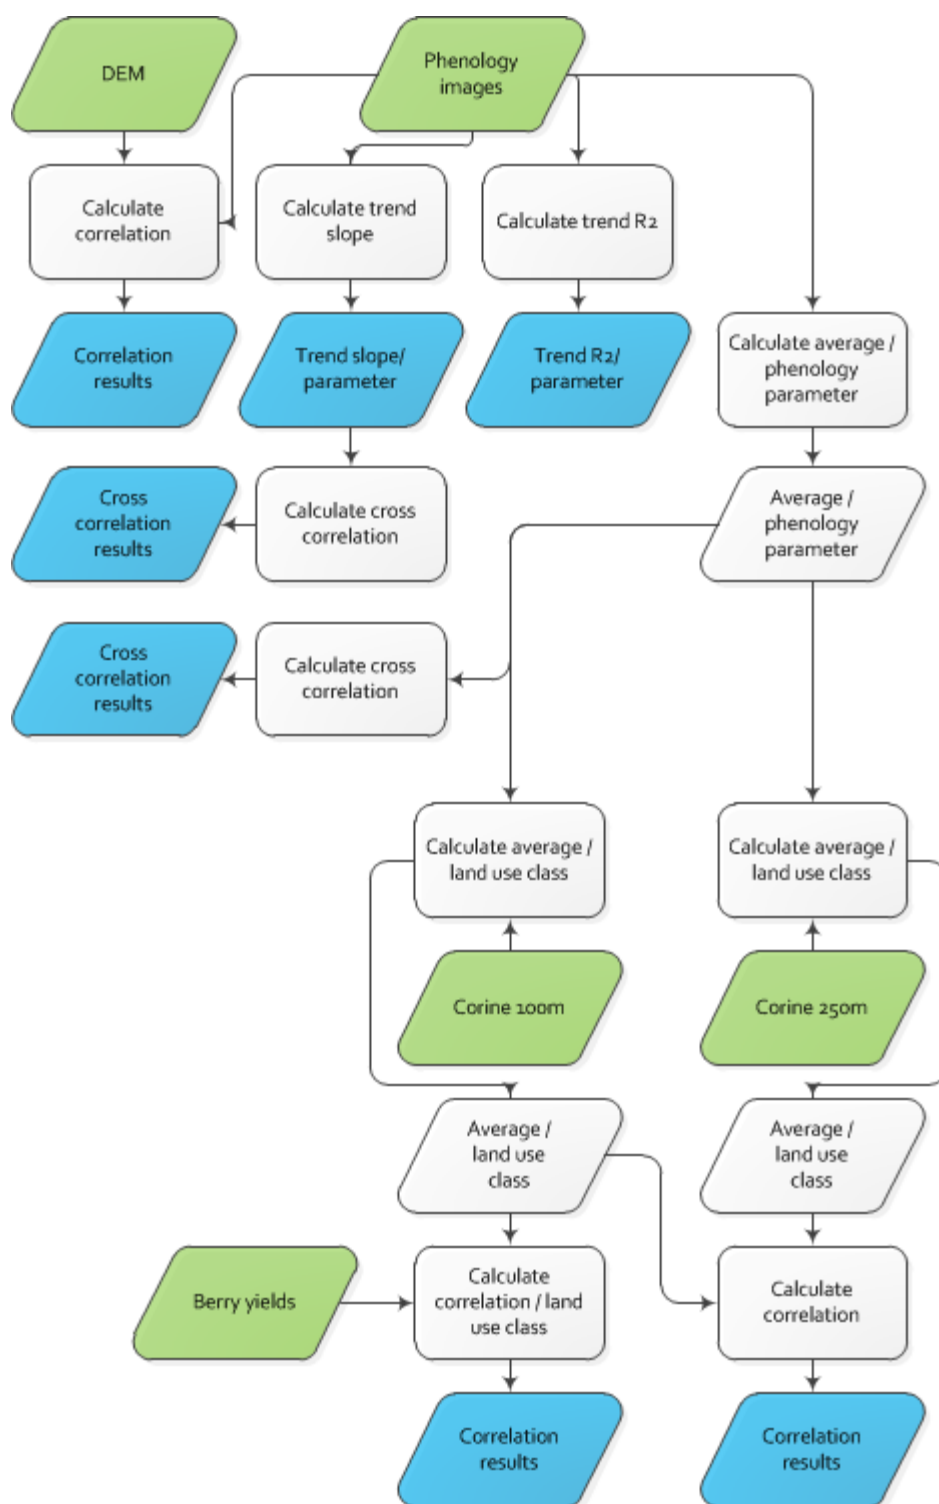 DEM
Phenology
images
Calculate
correlation
Calculate trend
slope
Calculate trend R2
Correlation
results
Trend slope/
parameter
Trend R2/
parameter
Calculate average /
phenology
parameter
Cross
correlation
results
Calculate cross
correlation
Average /
phenology
parameter
Cross
correlation
results
Calculate cross
correlation
Calculate average /
land use class
Calculate average /
land use class
Corine 100m
Corine 250m
Average /
land use
class
Average /
land use
class
Berry yields
Calculate
correlation / land
use class
Calculate
correlation
Correlation
results
Correlation
results